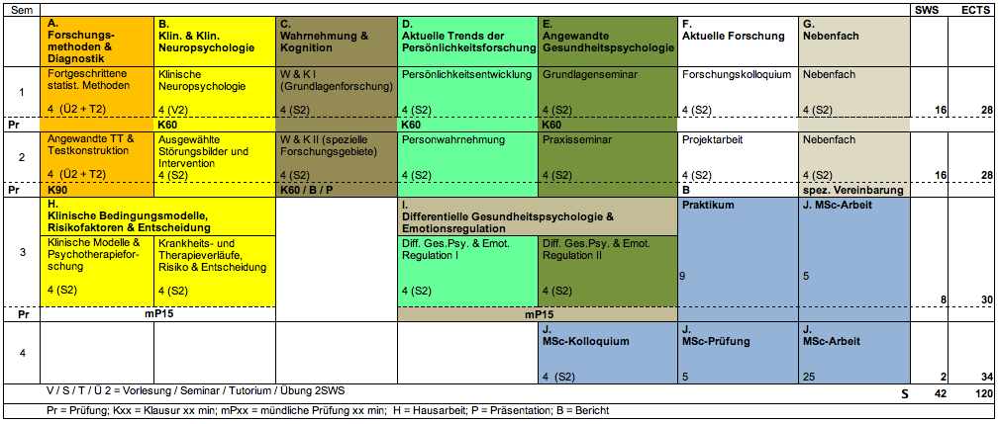 Sem
SWS
ECTS
A.
Forschungs-
methoden &
Diagnostik
B.
Klin. & Klin.
Neuropsychologie
C.
Wahrnehmung &
Kognition
D.
Aktuelle Trends der
Persönlichkeitsforschung
E.
Angewandte
Gesundheitspsychologie
F.
Aktuelle Forschung
G.
Nebenfach
1
Fortgeschrittene
statist. Methoden
4 (Ü2 + T2)
Klinische
Neuropsychologie
4 (V2)
W & K I
(Grundlagenforschung)
4 (S2)
Persönlichkeitsentwicklung
4 (S2)
Grundlagenseminar
4 (S2)
Forschungskolloquium
4 (S2)
Nebenfach
4 (S2)
16
28
Pr
K60
K60
K60
2
Angewandte TT &
Testkonstruktion
4 (Ü2 + T2)
Ausgewählte
Störungsbilder und
Intervention
4 (S2)
W & K II (spezielle
Forschungsgebiete)
4 (S2)
Personwahrnehmung
4 (S2)
Praxisseminar
4 (S2)
Projektarbeit
4 (S2)
Nebenfach
4 (S2)
16
28
Pr
K90
K60 / B / P
B
spez. Vereinbarung
3
H.
Klinische Bedingungsmodelle,
Risikofaktoren & Entscheidung
I.
Differentielle Gesundheitspsychologie &
Emotionsregulation
Praktikum
9
J. MSc-Arbeit
5
Klinische Modelle &
Psychotherapiefor-
schung
4 (S2)
Krankheits- und
Therapieverläufe,
Risiko & Entscheidung
4 (S2)
Diff. Ges.Psy. & Emot.
Regulation I
4 (S2)
Diff. Ges.Psy. & Emot.
Regulation II
4 (S2)
8
30
Pr
mP15
mP15
4
J.
MSc-Kolloquium
4 (S2)
J.
MSc-Prüfung
5
J.
MSc-Arbeit
25
2
34
V / S / T / Ü 2 = Vorlesung / Seminar / Tutorium / Übung 2SWS
S
42
120
Pr = Prüfung; Kxx = Klausur xx min; mPxx = mündliche Prüfung xx min; H = Hausarbeit; P = Präsentation; B = Bericht